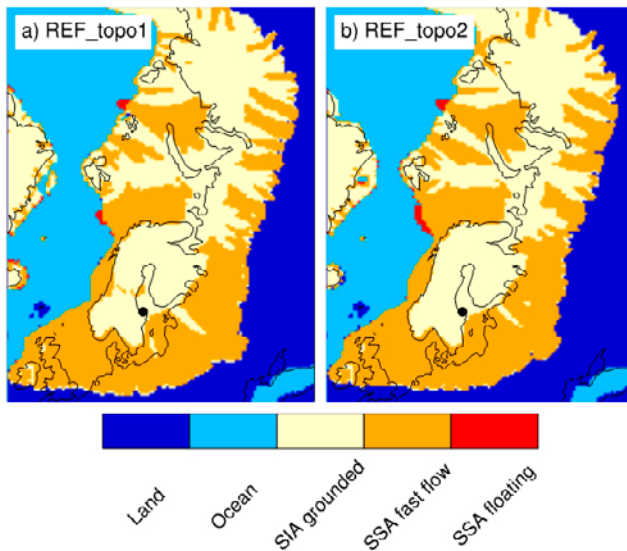 a) REF_topo1
b) REF_topo2
Land
Ocean
SIA grounded
SSA fast flow
SSA floating